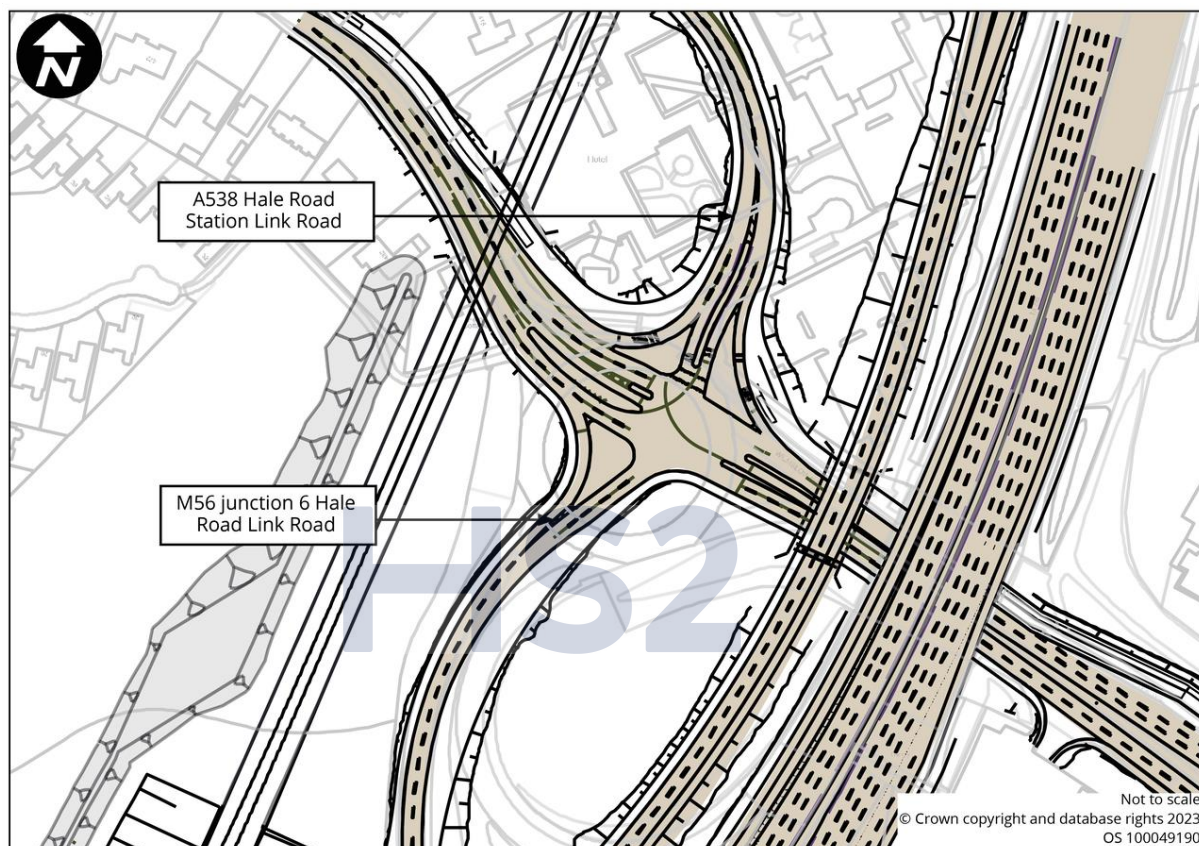 N
Hotel
A538 Hale Road
Station Link Road
M56 junction 6 Hale
Road Link Road
HS2
Not to scale
© Crown copyright and database rights 2023
OS 100049190